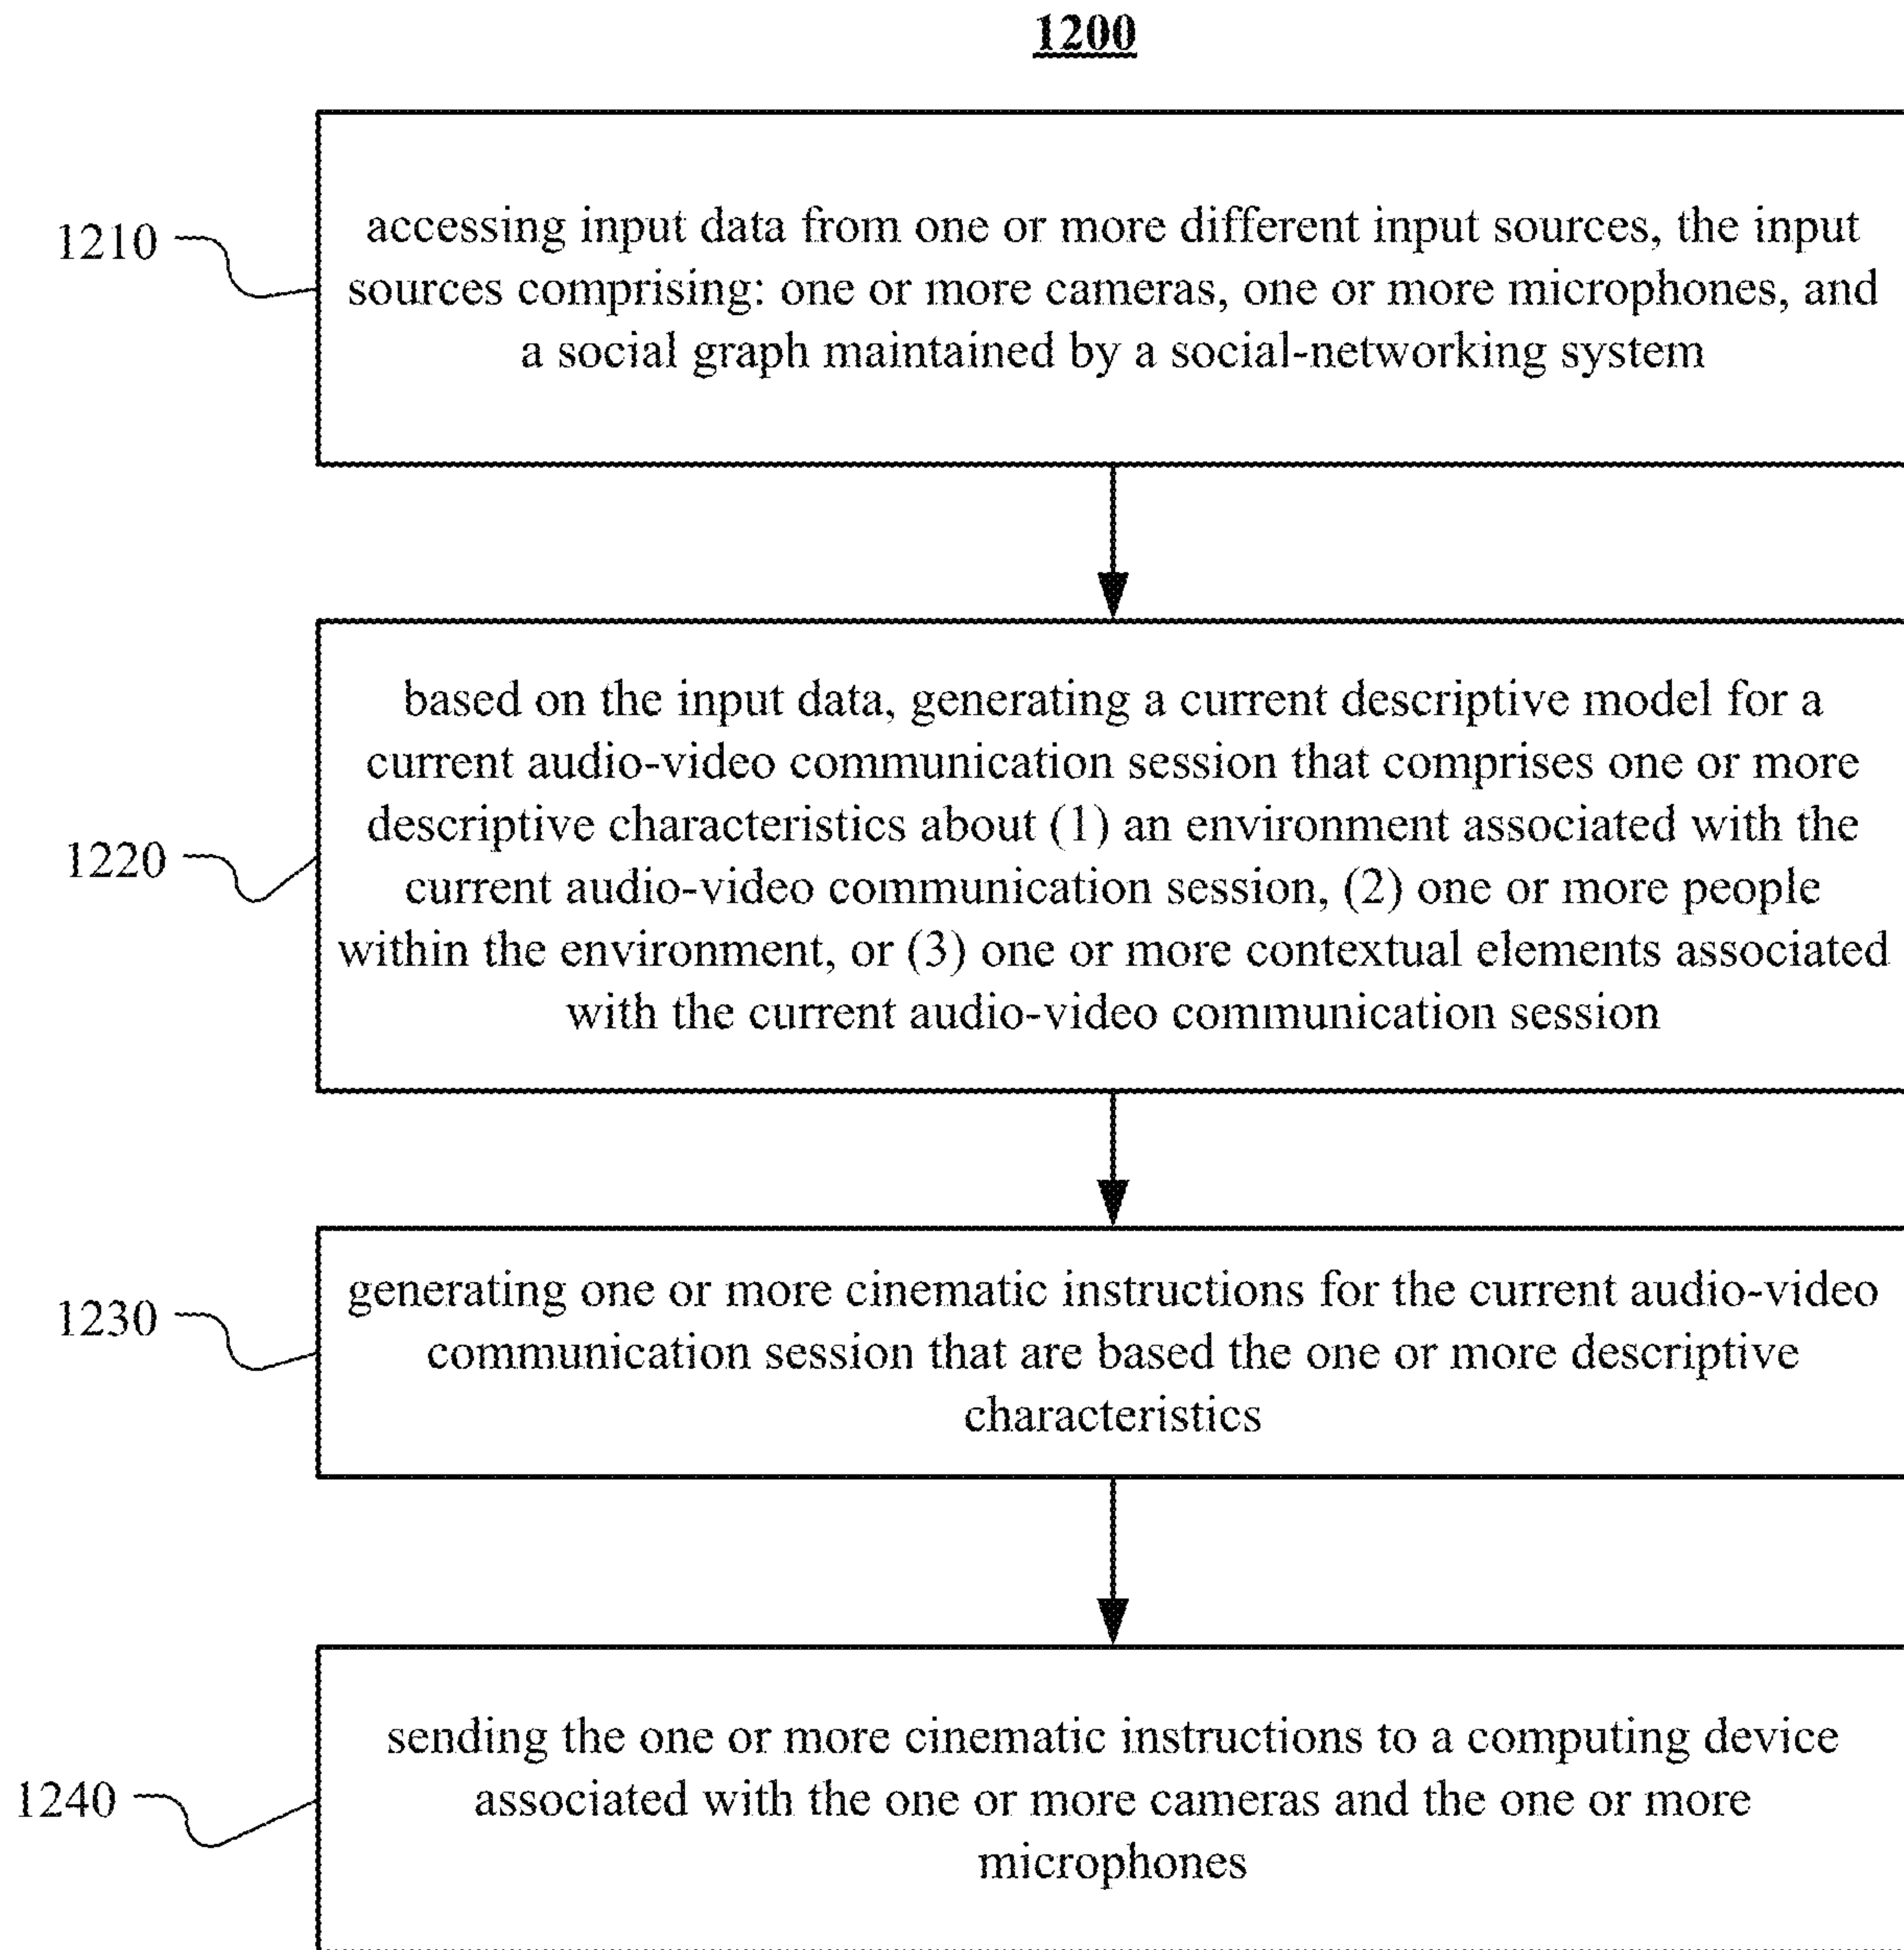 1200
1210
accessing input data from one or more different input sources, the input
sources comprising: one or more cameras, one or more microphones, and
a social graph maintained by a social-networking system
1220
based on the input data, generating a current descriptive model for a
current audio-video communication session that comprises one or more
descriptive characteristics about (1) an environment associated with the
current audio-video communication session, (2) one or more people
within the environment, or (3) one or more contextual elements associated
with the current audio-video communication session
1230
generating one or more cinematic instructions for the current audio-video
communication session that are based the one or more descriptive
characteristics
1240
sending the one or more cinematic instructions to a computing device
associated with the one or more cameras and the one or more
microphones